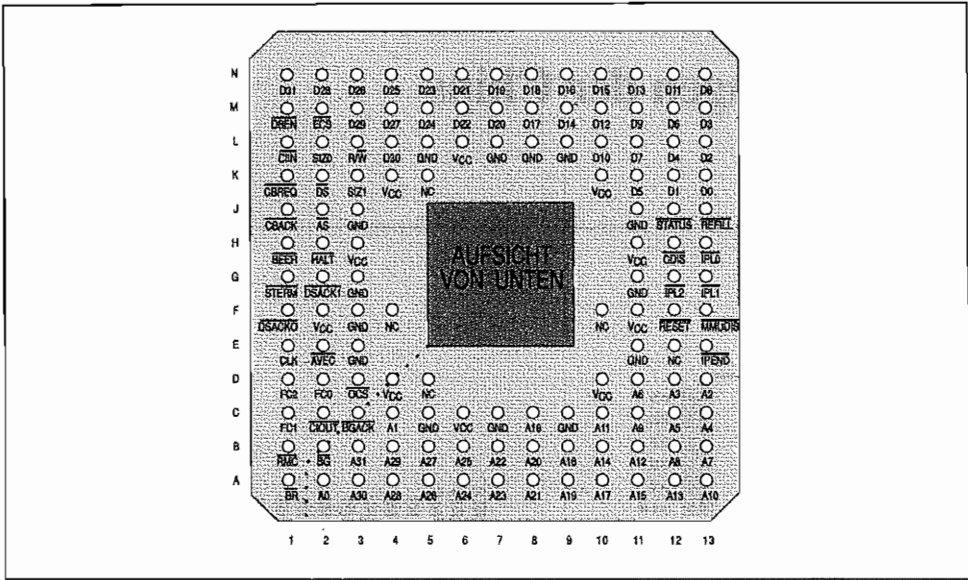 N
D31 D28 D26 D25 D23 D21 D19 D18 D16 D15 D13 D11 D8
M
DBEN ECS D29 D27 D24 D22 D20 D17 D14 D12 D9 D6 D3
L
CIIN SIZ0 R/W D30 GND VCC GND GND GND D10 D7 D4 D2
K
CBREQ DS SIZ1 VCC NC VCC D5 D1 D0
J
CBACK AS GND GND STATUS REFILL
H
BERR HALT VCC VCC CDIS IPL0
AUFSICHT
VON UNTEN
G
STERM DSACK1 GND GND IPL2 IPL1
F
DSACK0 VCC GND NC NC VCC RESET MMUDIS
E
CLK AVEC GND GND NC IPEND
D
FC2 FC0 OCS VCC NC VCC A6 A3 A2
C
FC1 CIOUT BGACK A1 GND VCC GND A18 GND A11 A9 A5 A4
B
RMC BG A31 A29 A27 A25 A22 A20 A16 A14 A12 A8 A7
A
BR A0 A30 A28 A26 A24 A23 A21 A19 A17 A15 A13 A10
1 2 3 4 5 6 7 8 9 10 11 12 13